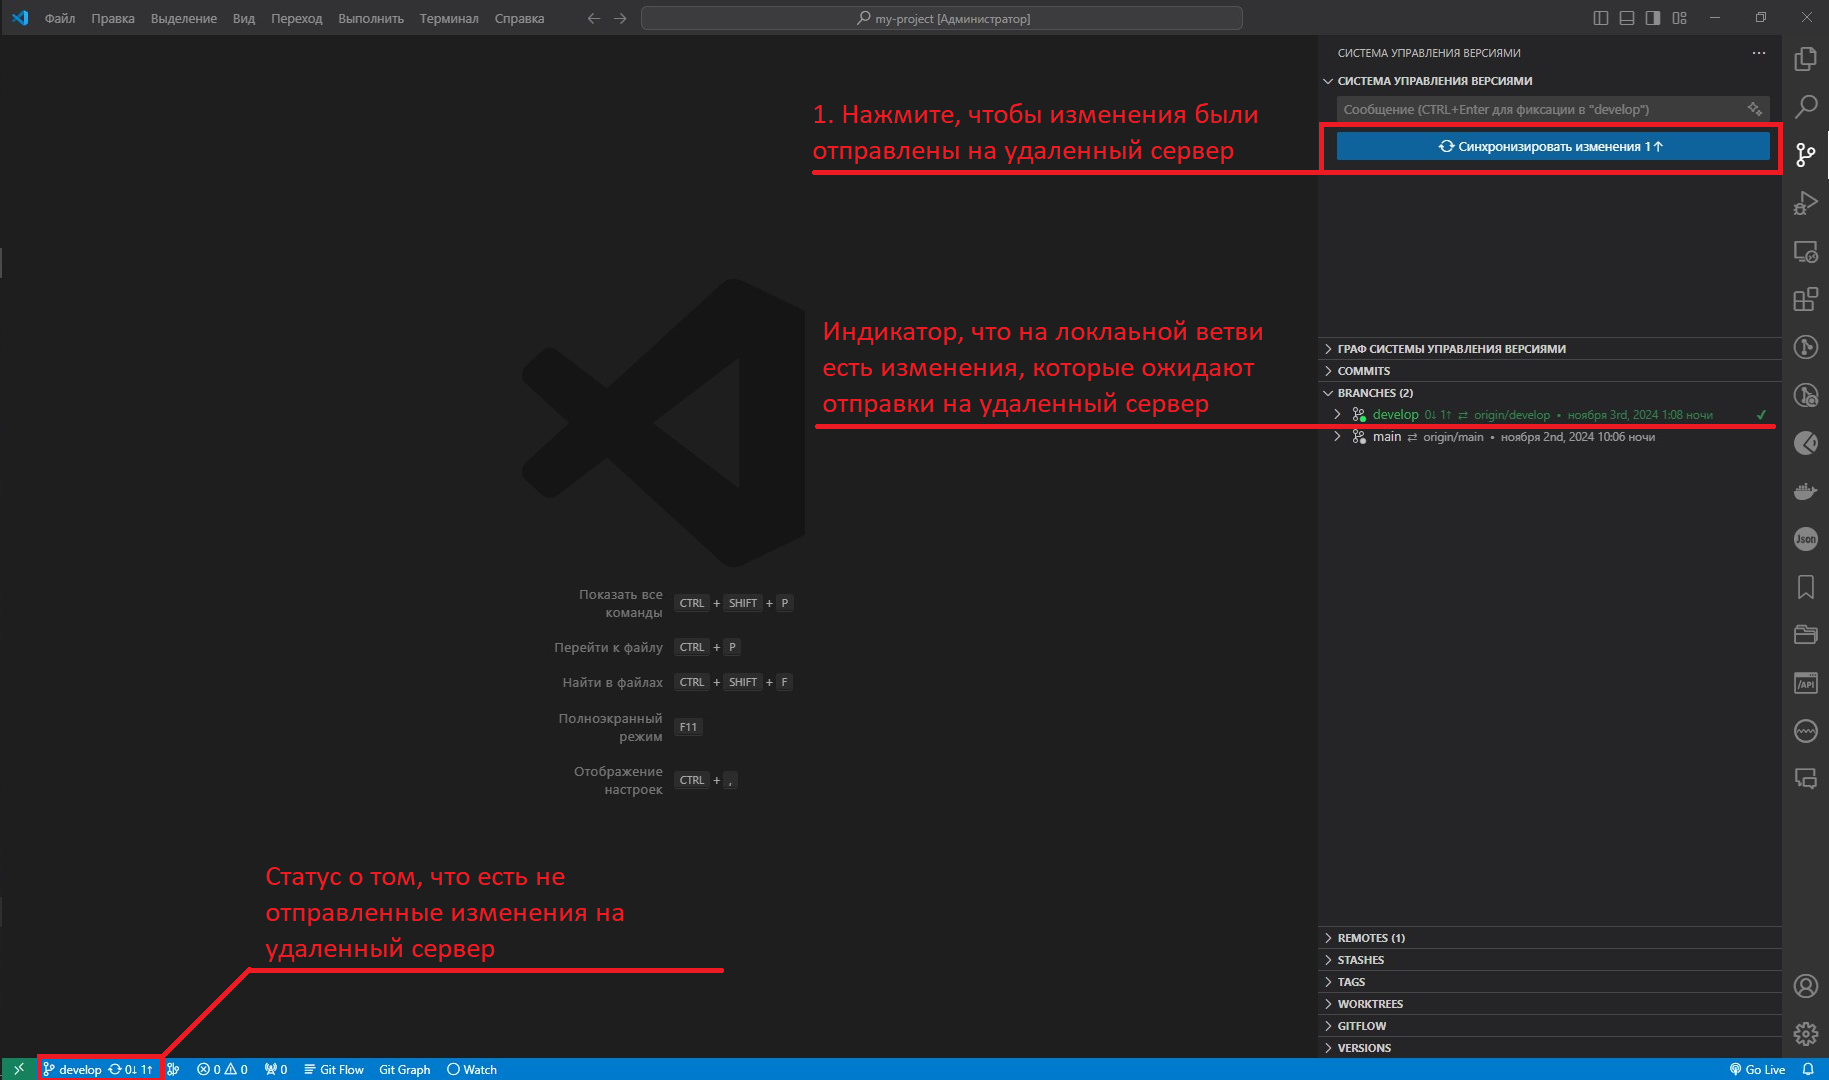 Файл Правка Выделение Вид Переход Выполнить Терминал Справка
my-project [Администратор]
СИСТЕМА УПРАВЛЕНИЯ ВЕРСИЯМИ
СИСТЕМА УПРАВЛЕНИЯ ВЕРСИЯМИ
Сообщение (CTRL+Enter для фиксации в "develop")
Синхронизировать изменения 1↑
1. Нажмите, чтобы изменения были
отправлены на удаленный сервер
Индикатор, что на локлаьной ветви
есть изменения, которые ожидают
отправки на удаленный сервер
ГРАФ СИСТЕМЫ УПРАВЛЕНИЯ ВЕРСИЯМИ
COMMITS
BRANCHES (2)
develop 0↓ 1↑ ⇄ origin/develop • ноября 3rd, 2024 1:08 ночи ✓
main ⇄ origin/main • ноября 2nd, 2024 10:06 ночи
Json
/API
Показать все
команды
CTRL + SHIFT + P
Перейти к файлу CTRL + P
Найти в файлах CTRL + SHIFT + F
Полноэкранный
режим
F11
Отображение
настроек
CTRL + ,
Статус о том, что есть не
отправленные изменения на
удаленный сервер
REMOTES (1)
STASHES
TAGS
WORKTREES
GITFLOW
VERSIONS
develop 0↓ 1↑ 0 0 0 Git Flow Git Graph Watch Go Live